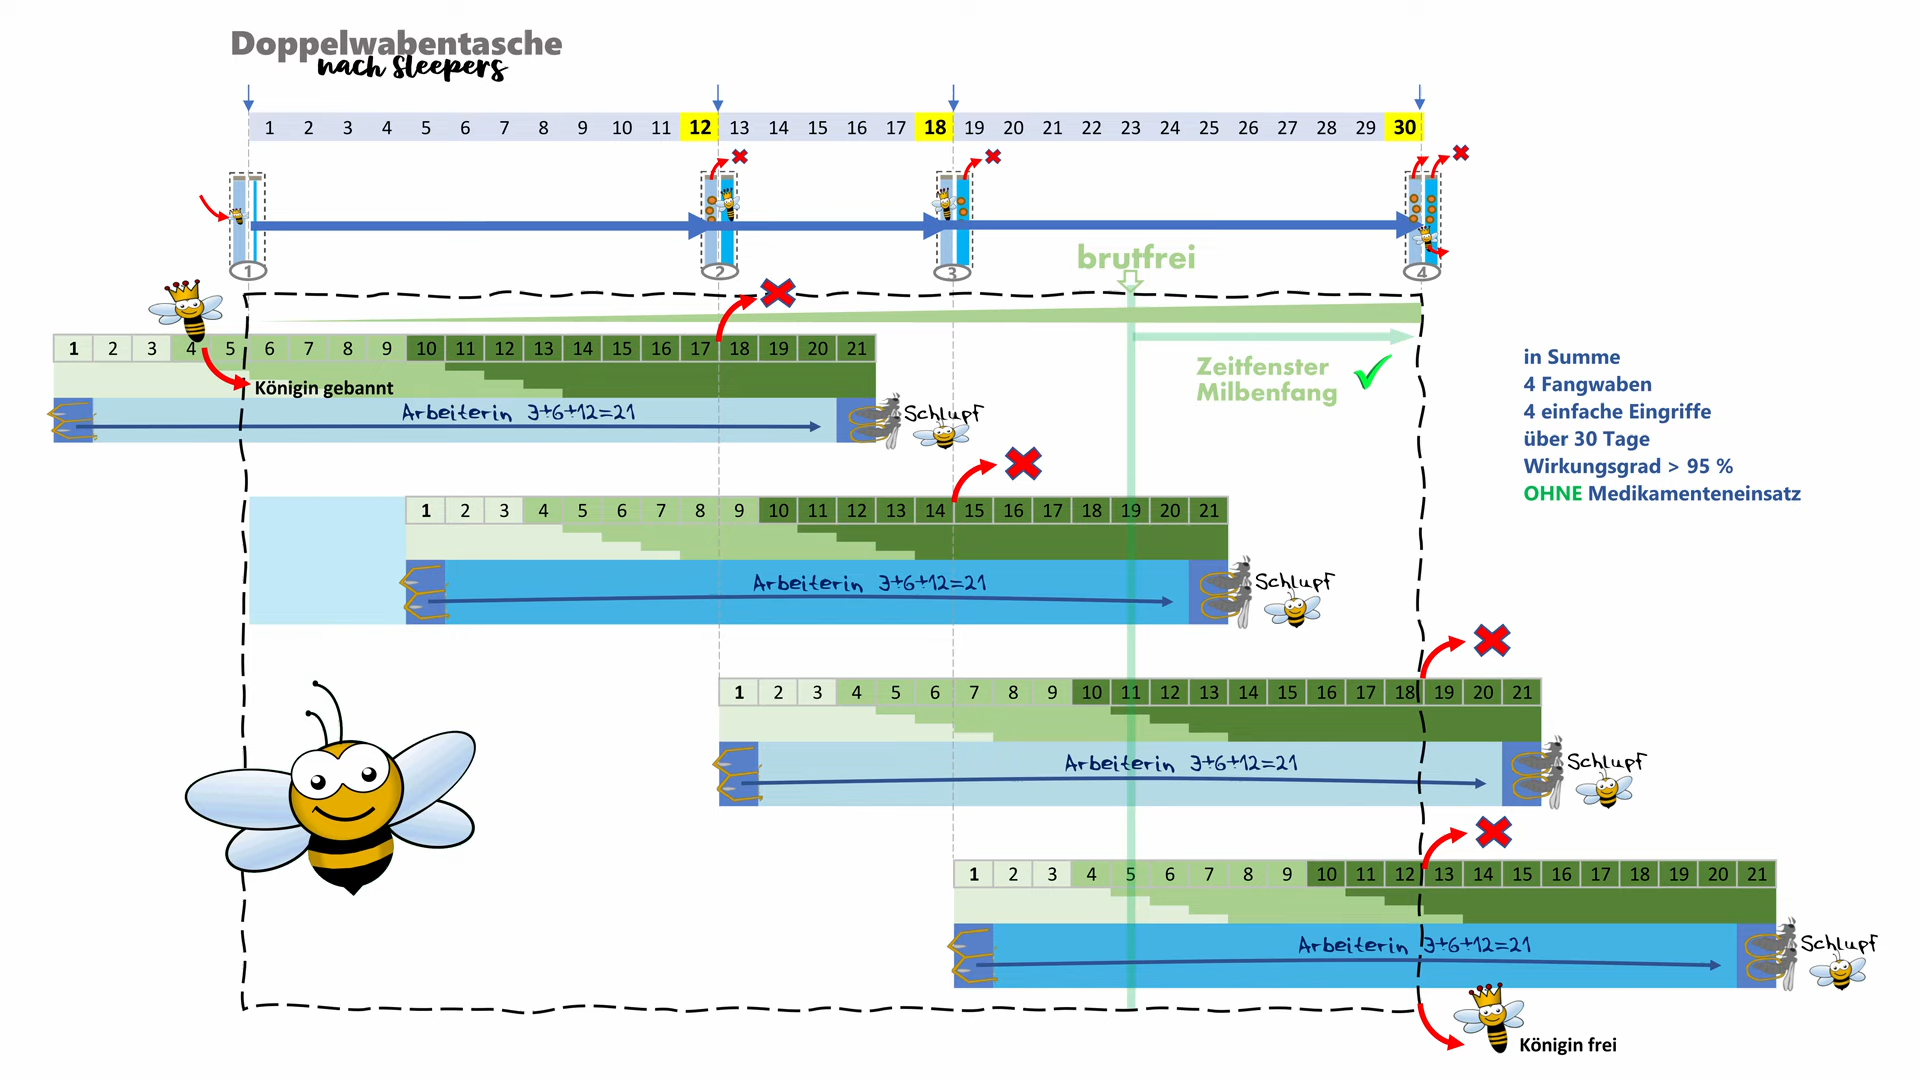 Doppelwabentasche
nach Sleepers
1 2 3 4 5 6 7 8 9 10 11 12 13 14 15 16 17 18 19 20 21 22 23 24 25 26 27 28 29 30
1 2 3 4
brutfrei
1 2 3 4 5 6 7 8 9 10 11 12 13 14 15 16 17 18 19 20 21
Königin gebannt
Arbeiterin 3+6+12=21
Schlupf
Zeitfenster
Milbenfang
in Summe
4 Fangwaben
4 einfache Eingriffe
über 30 Tage
Wirkungsgrad > 95 %
OHNE Medikamenteneinsatz
1 2 3 4 5 6 7 8 9 10 11 12 13 14 15 16 17 18 19 20 21
Arbeiterin 3+6+12=21
Schlupf
1 2 3 4 5 6 7 8 9 10 11 12 13 14 15 16 17 18 19 20 21
Arbeiterin 3+6+12=21
Schlupf
1 2 3 4 5 6 7 8 9 10 11 12 13 14 15 16 17 18 19 20 21
Arbeiterin 3+6+12=21
Schlupf
Königin frei